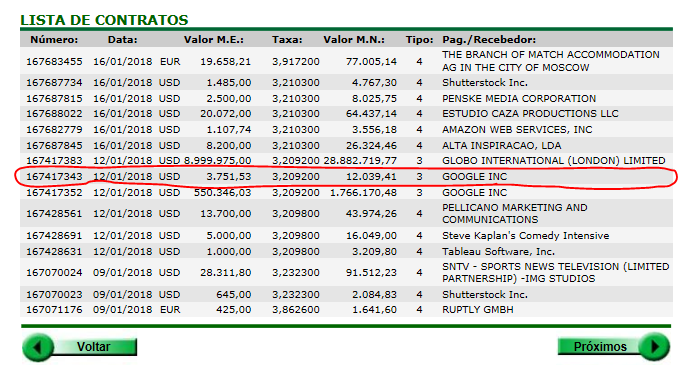 LISTA DE CONTRATOS
Número: Data: Valor M.E.: Taxa: Valor M.N.: Tipo: Pag./Recebedor:
167683455 16/01/2018 EUR 19.658,21 3,917200 77.005,14 4 THE BRANCH OF MATCH ACCOMMODATION
AG IN THE CITY OF MOSCOW
167687734 16/01/2018 USD 1.485,00 3,210300 4.767,30 4 Shutterstock Inc.
167687815 16/01/2018 USD 2.500,00 3,210300 8.025,75 4 PENSKE MEDIA CORPORATION
167688022 16/01/2018 USD 20.072,00 3,210300 64.437,14 4 ESTUDIO CAZA PRODUCTIONS LLC
167682779 16/01/2018 USD 1.107,74 3,210300 3.556,18 4 AMAZON WEB SERVICES, INC
167687845 16/01/2018 USD 8.200,00 3,210300 26.324,46 4 ALTA INSPIRACAO, LDA
167417383 12/01/2018 USD 8,999.975,00 3,209200 28.882.719,77 3 GLOBO INTERNATIONAL (LONDON) LIMITED
167417343 12/01/2018 USD 3.751,53 3,209200 12.039,41 4 GOOGLE INC
167417352 12/01/2018 USD 550.346,03 3,209200 1.766.170,48 3 GOOGLE INC
167428561 12/01/2018 USD 13.700,00 3,209800 43.974,26 4 PELLICANO MARKETING AND
COMMUNICATIONS
167428691 12/01/2018 USD 5.000,00 3,209800 16.049,00 4 Steve Kaplan's Comedy Intensive
167428631 12/01/2018 USD 1.000,00 3,209800 3.209,80 4 Tableau Software, Inc.
167070024 09/01/2018 USD 28.311,80 3,232300 91.512,23 4 SNTV - SPORTS NEWS TELEVISION (LIMITED
PARTNERSHIP) -IMG STUDIOS
167070023 09/01/2018 USD 645,00 3,232300 2.084,83 4 Shutterstock Inc.
167071176 09/01/2018 EUR 425,00 3,862600 1.641,60 4 RUPTLY GMBH
Voltar Próximos